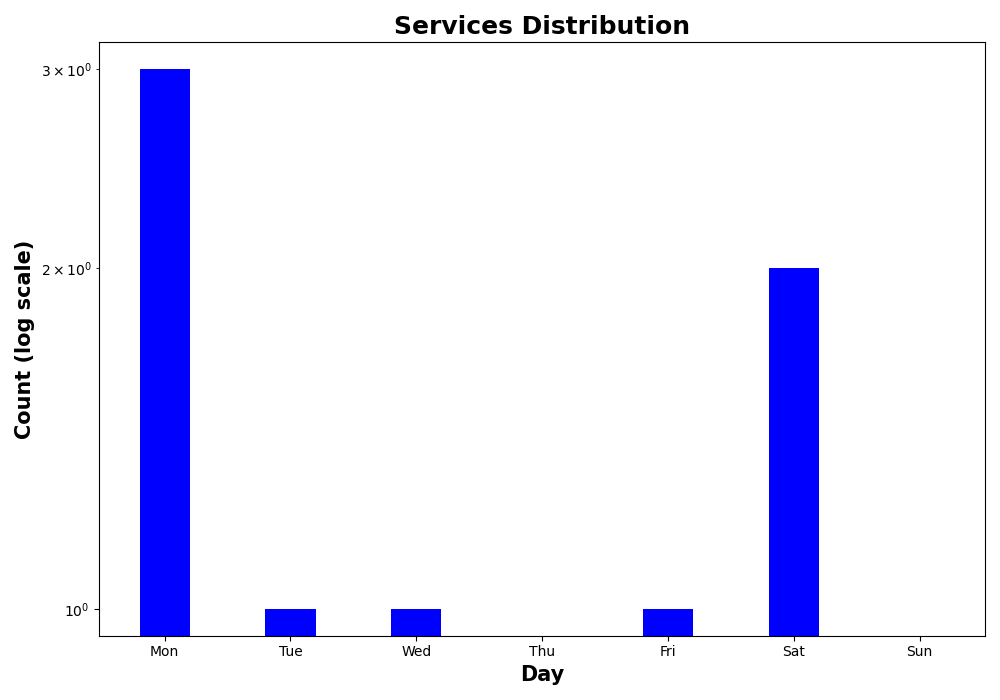 Services Distribution
Count (log scale)
3 × 10⁰
2 × 10⁰
10⁰
Mon Tue Wed Thu Fri Sat Sun
Day